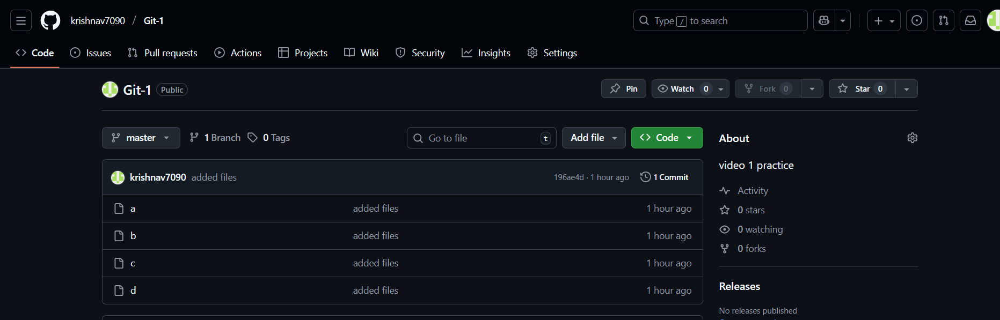 krishnav7090 / Git-1 Type / to search
Code Issues Pull requests Actions Projects Wiki Security Insights Settings
Git-1 Public Pin Watch 0 Fork 0 Star 0
master 1 Branch 0 Tags Go to file t Add file Code
krishnav7090 added files 196ae4d · 1 hour ago 1 Commit
a added files 1 hour ago
b added files 1 hour ago
c added files 1 hour ago
d added files 1 hour ago
About
video 1 practice
Activity
0 stars
0 watching
0 forks
Releases
No releases published